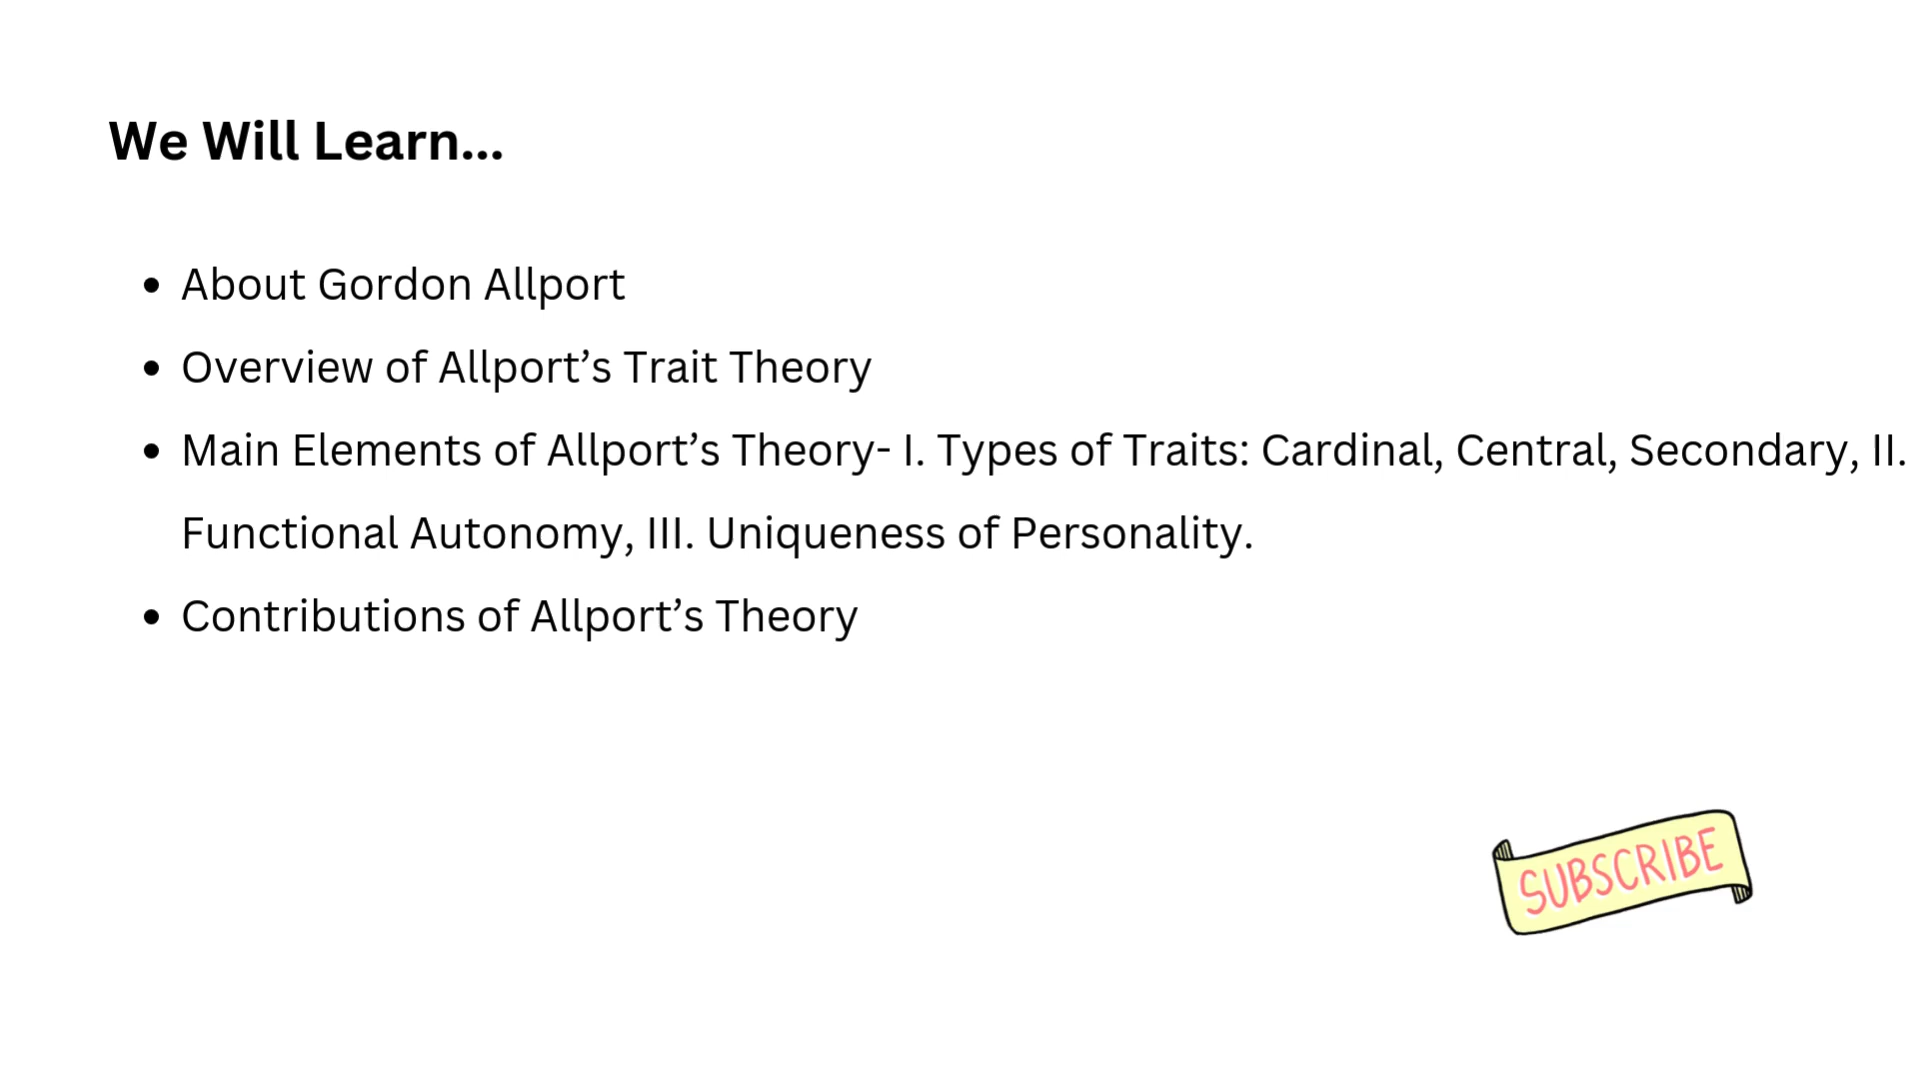 We Will Learn...
• About Gordon Allport
• Overview of Allport’s Trait Theory
• Main Elements of Allport’s Theory- I. Types of Traits: Cardinal, Central, Secondary, II.
Functional Autonomy, III. Uniqueness of Personality.
• Contributions of Allport’s Theory
SUBSCRIBE